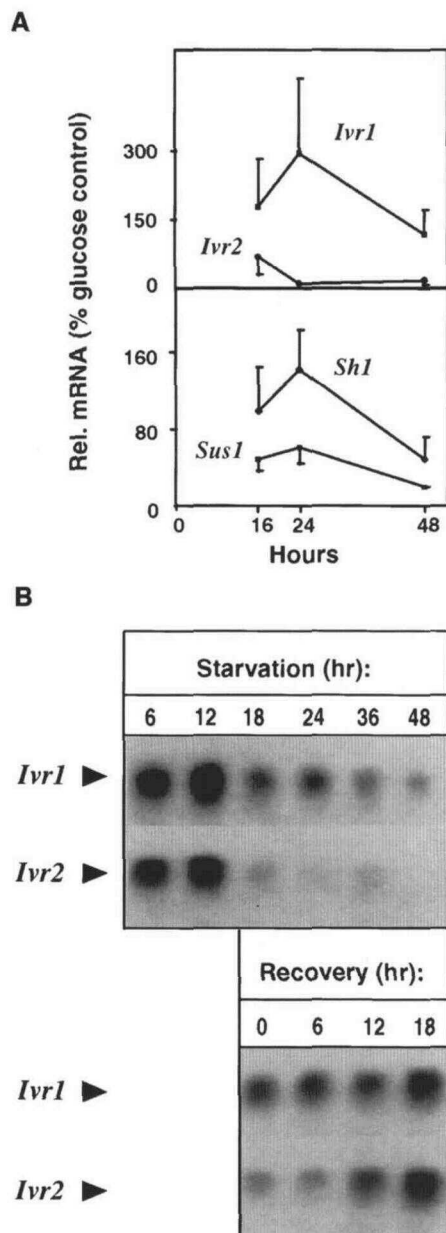 A
Rel. mRNA (% glucose control)
300
150
0
Ivr1
Ivr2
160
80
0
Sh1
Sus1
0 16 24 48
Hours
B
Starvation (hr):
6 12 18 24 36 48
Ivr1
Ivr2
Recovery (hr):
0 6 12 18
Ivr1
Ivr2